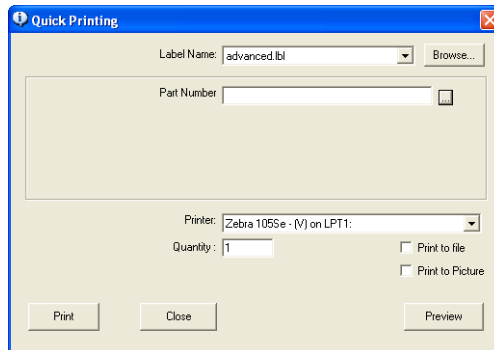 Quick Printing
Label Name: advanced.lbl Browse...
Part Number ...
Printer: Zebra 105Se - (V) on LPT1:
Quantity : 1 Print to file
Print to Picture
Print Close Preview